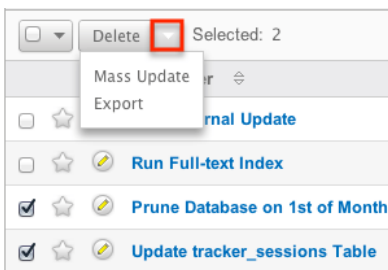 Delete Selected: 2
Mass Update
Export
rnal Update
Run Full-text Index
Prune Database on 1st of Month
Update tracker_sessions Table